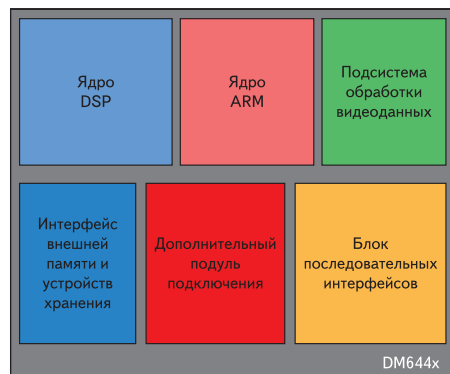 Ядро
DSP
Ядро
ARM
Подсистема
обработки
видеоданных
Интерфейс
внешней
памяти и
устройств
хранения
Дополнительный
подуль
подключения
Блок
последовательных
интерфейсов
DM644x